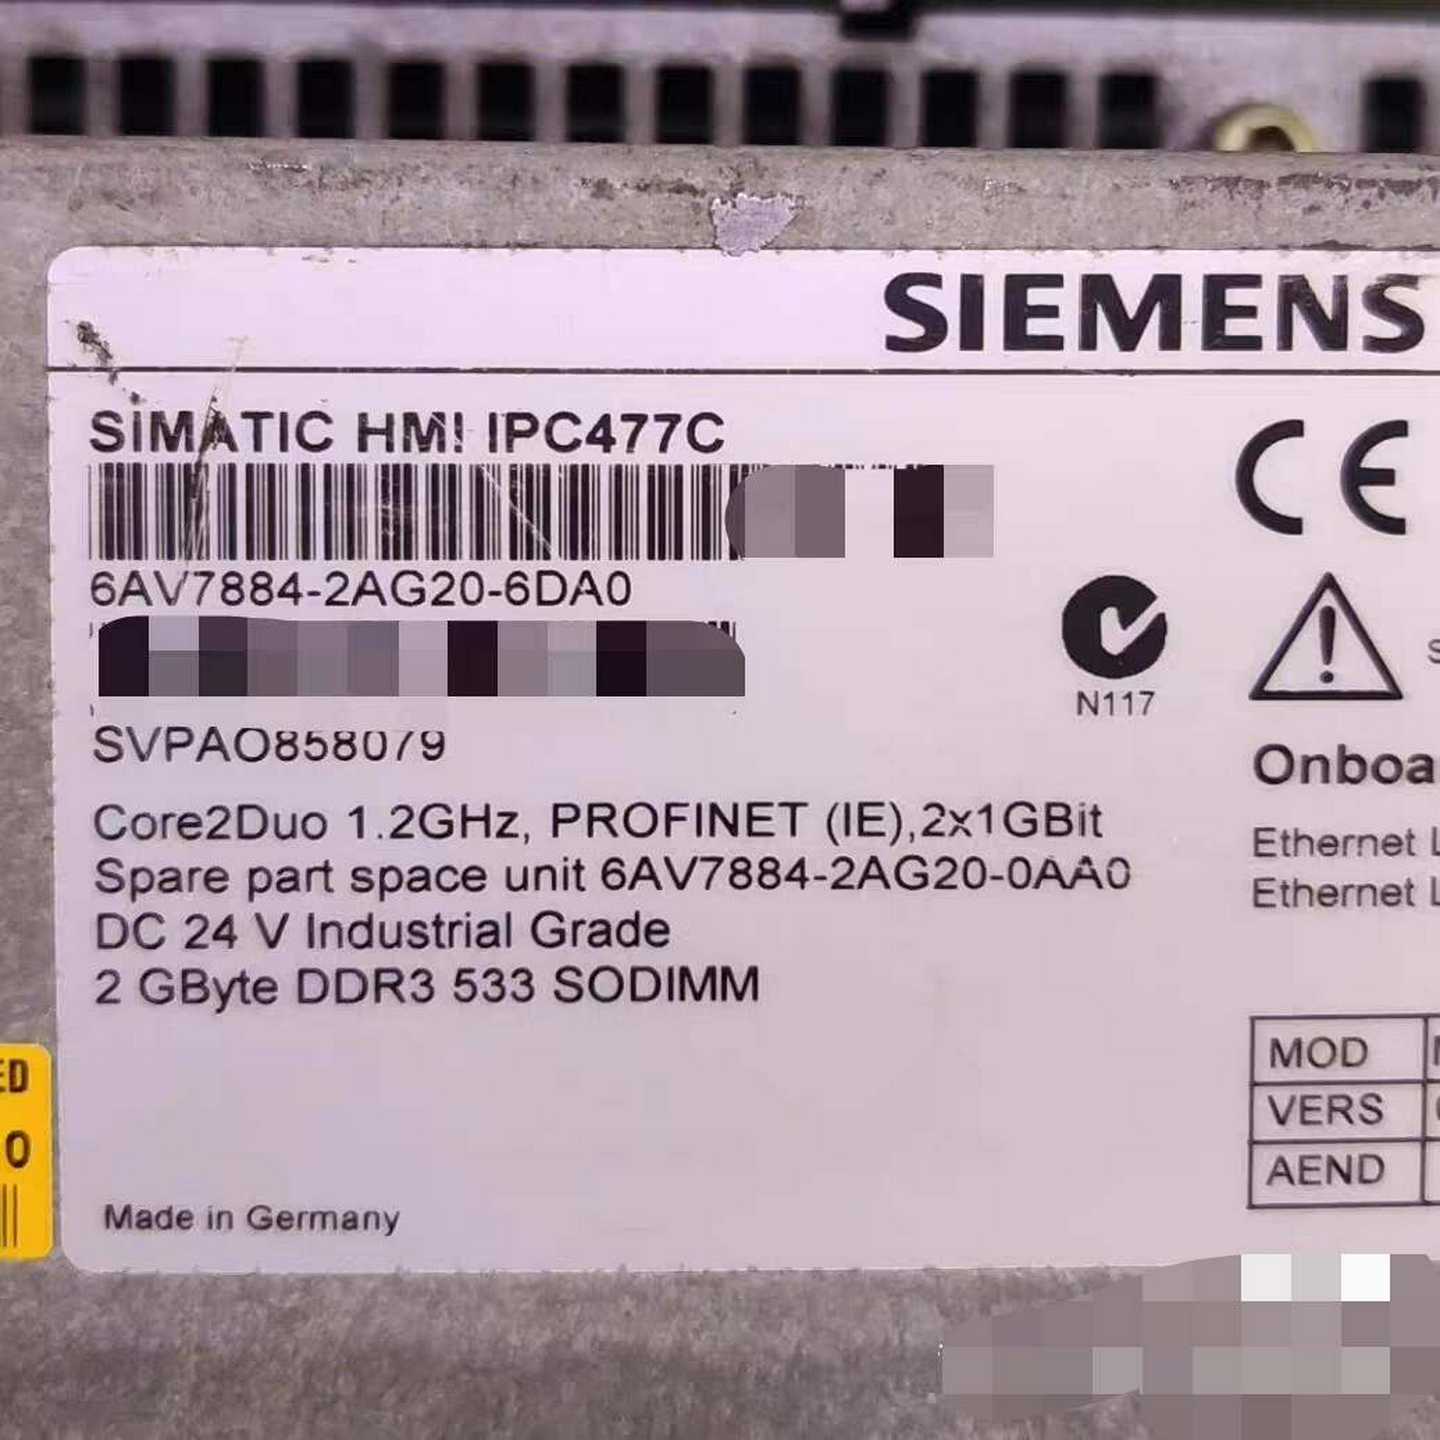 SIEMENS
SIMATIC HMI IPC477C
6AV7884-2AG20-6DA0
N117
SVPAO858079
Onboa
Core2Duo 1.2GHz, PROFINET (IE),2x1GBit
Ethernet L
Spare part space unit 6AV7884-2AG20-0AA0
Ethernet L
DC 24 V Industrial Grade
2 GByte DDR3 533 SODIMM
MOD
VERS
AEND
ED
0
Made in Germany